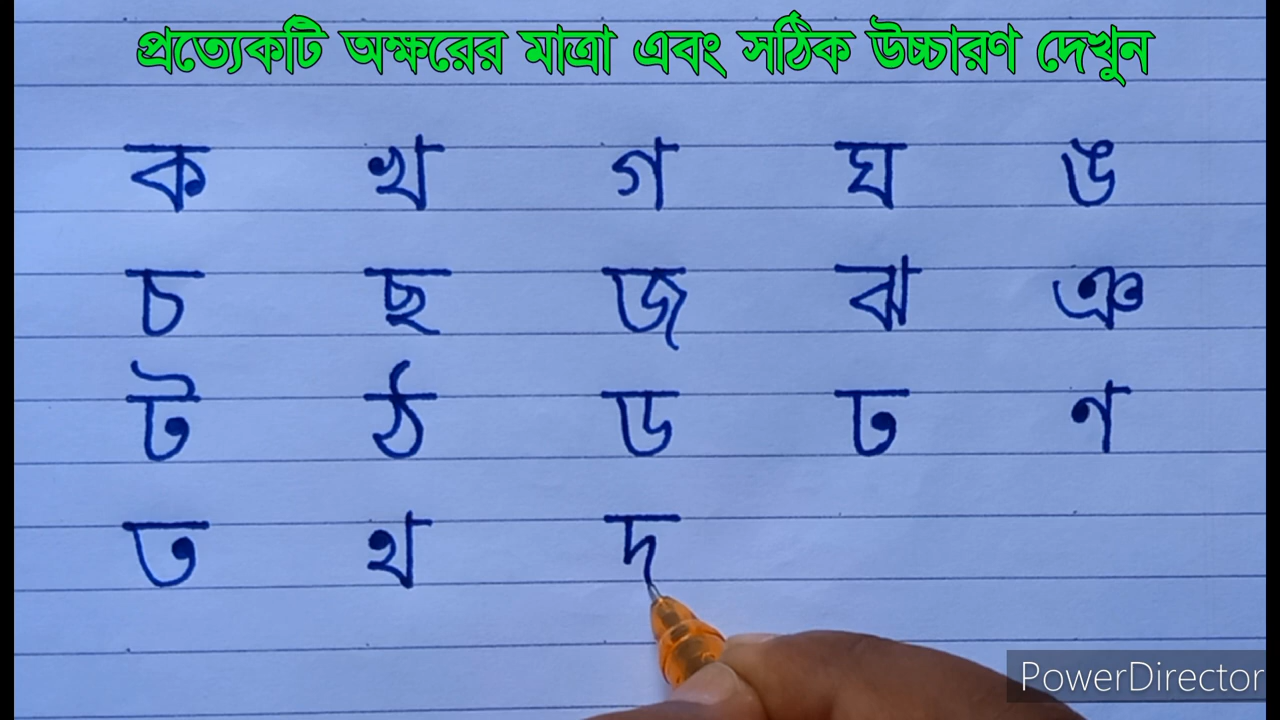 প্রত্যেকটি অক্ষরের মাত্রা এবং সঠিক উচ্চারণ দেখুন
ক খ গ ঘ ঙ
চ ছ জ ঝ ঞ
ট ঠ ড ঢ ণ
ত থ দ
PowerDirector